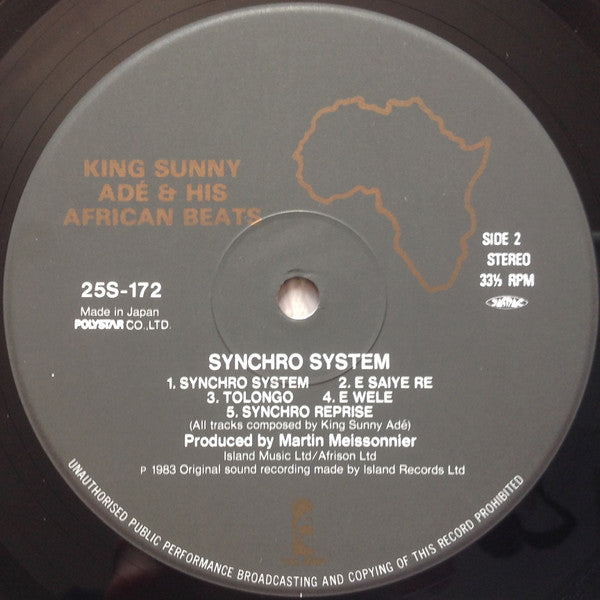 KING SUNNY
ADÉ & HIS
AFRICAN BEATS
SIDE 2
STEREO
33⅓ RPM
25S-172
Made in Japan
POLYSTAR CO., LTD.
SYNCHRO SYSTEM
1. SYNCHRO SYSTEM 2. E SAIYE RE
3. TOLONGO 4. E WELE
5. SYNCHRO REPRISE
(All tracks composed by King Sunny Adé)
Produced by Martin Meissonnier
Island Music Ltd/Afrison Ltd
P 1983 Original sound recording made by Island Records Ltd
UNAUTHORISED PUBLIC PERFORMANCE BROADCASTING AND COPYING OF THIS RECORD PROHIBITED